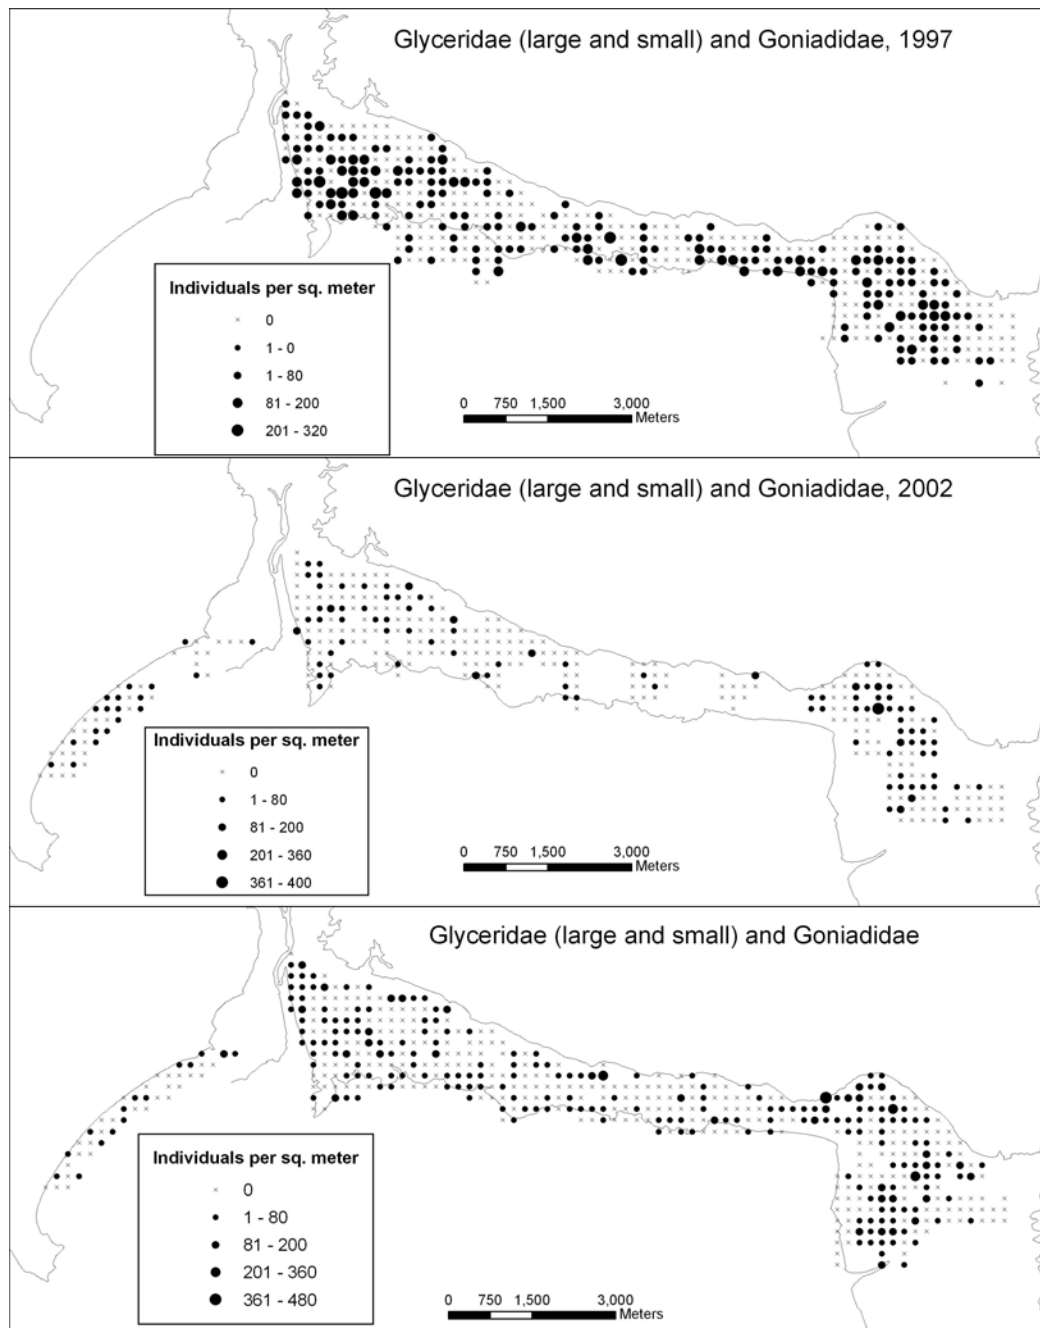 Glyceridae (large and small) and Goniadidae, 1997
Individuals per sq. meter
0
1 - 0
1 - 80
81 - 200
201 - 320
0 750 1,500 3,000
Meters
Glyceridae (large and small) and Goniadidae, 2002
Individuals per sq. meter
0
1 - 80
81 - 200
201 - 360
361 - 400
0 750 1,500 3,000
Meters
Glyceridae (large and small) and Goniadidae
Individuals per sq. meter
0
1 - 80
81 - 200
201 - 360
361 - 480
0 750 1,500 3,000
Meters